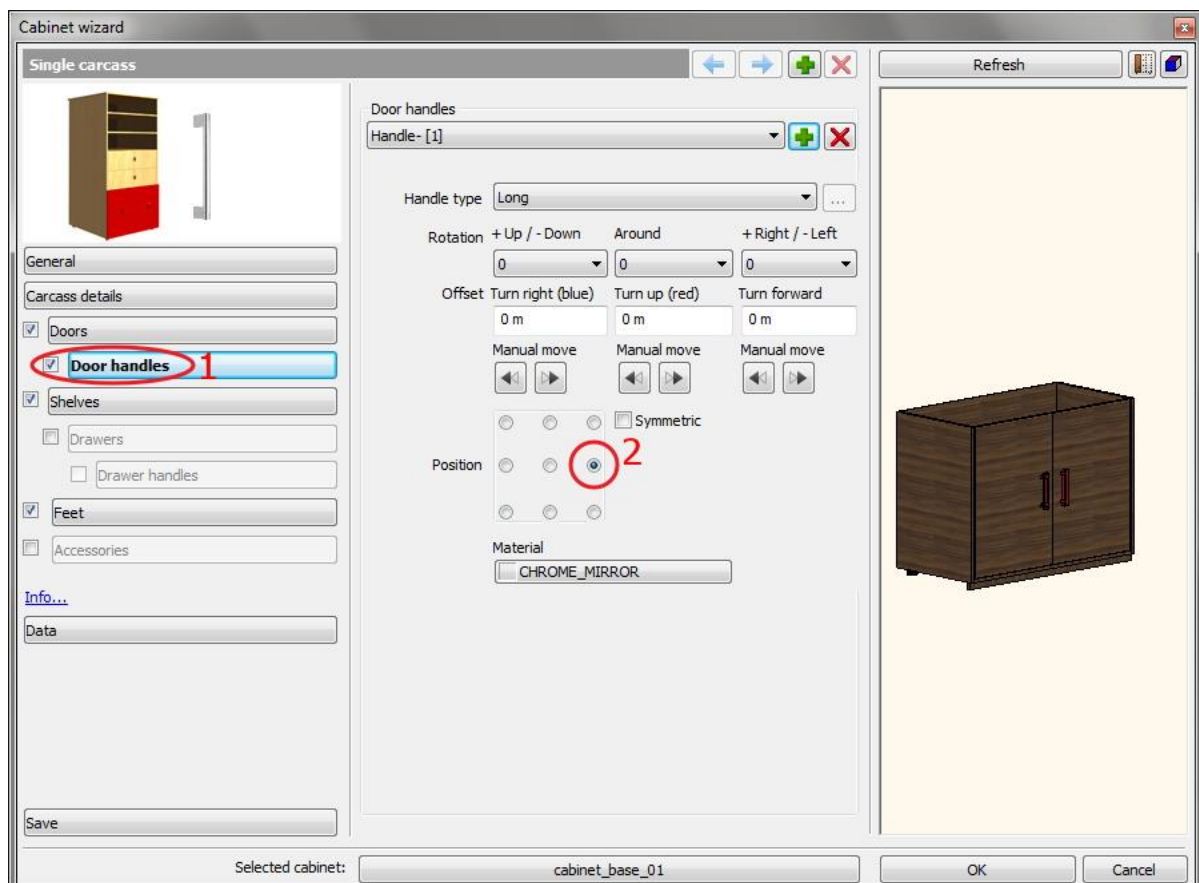 Cabinet wizard
Single carcass
Refresh
Door handles
Handle- [1]
Handle type Long ...
Rotation + Up / - Down Around + Right / - Left
0 0 0
Offset Turn right (blue) Turn up (red) Turn forward
0 m 0 m 0 m
Manual move Manual move Manual move
Symmetric
Position 2
Material
CHROME_MIRROR
General
Carcass details
Doors
Door handles 1
Shelves
Drawers
Drawer handles
Feet
Accessories
Info...
Data
Save
Selected cabinet: cabinet_base_01 OK Cancel